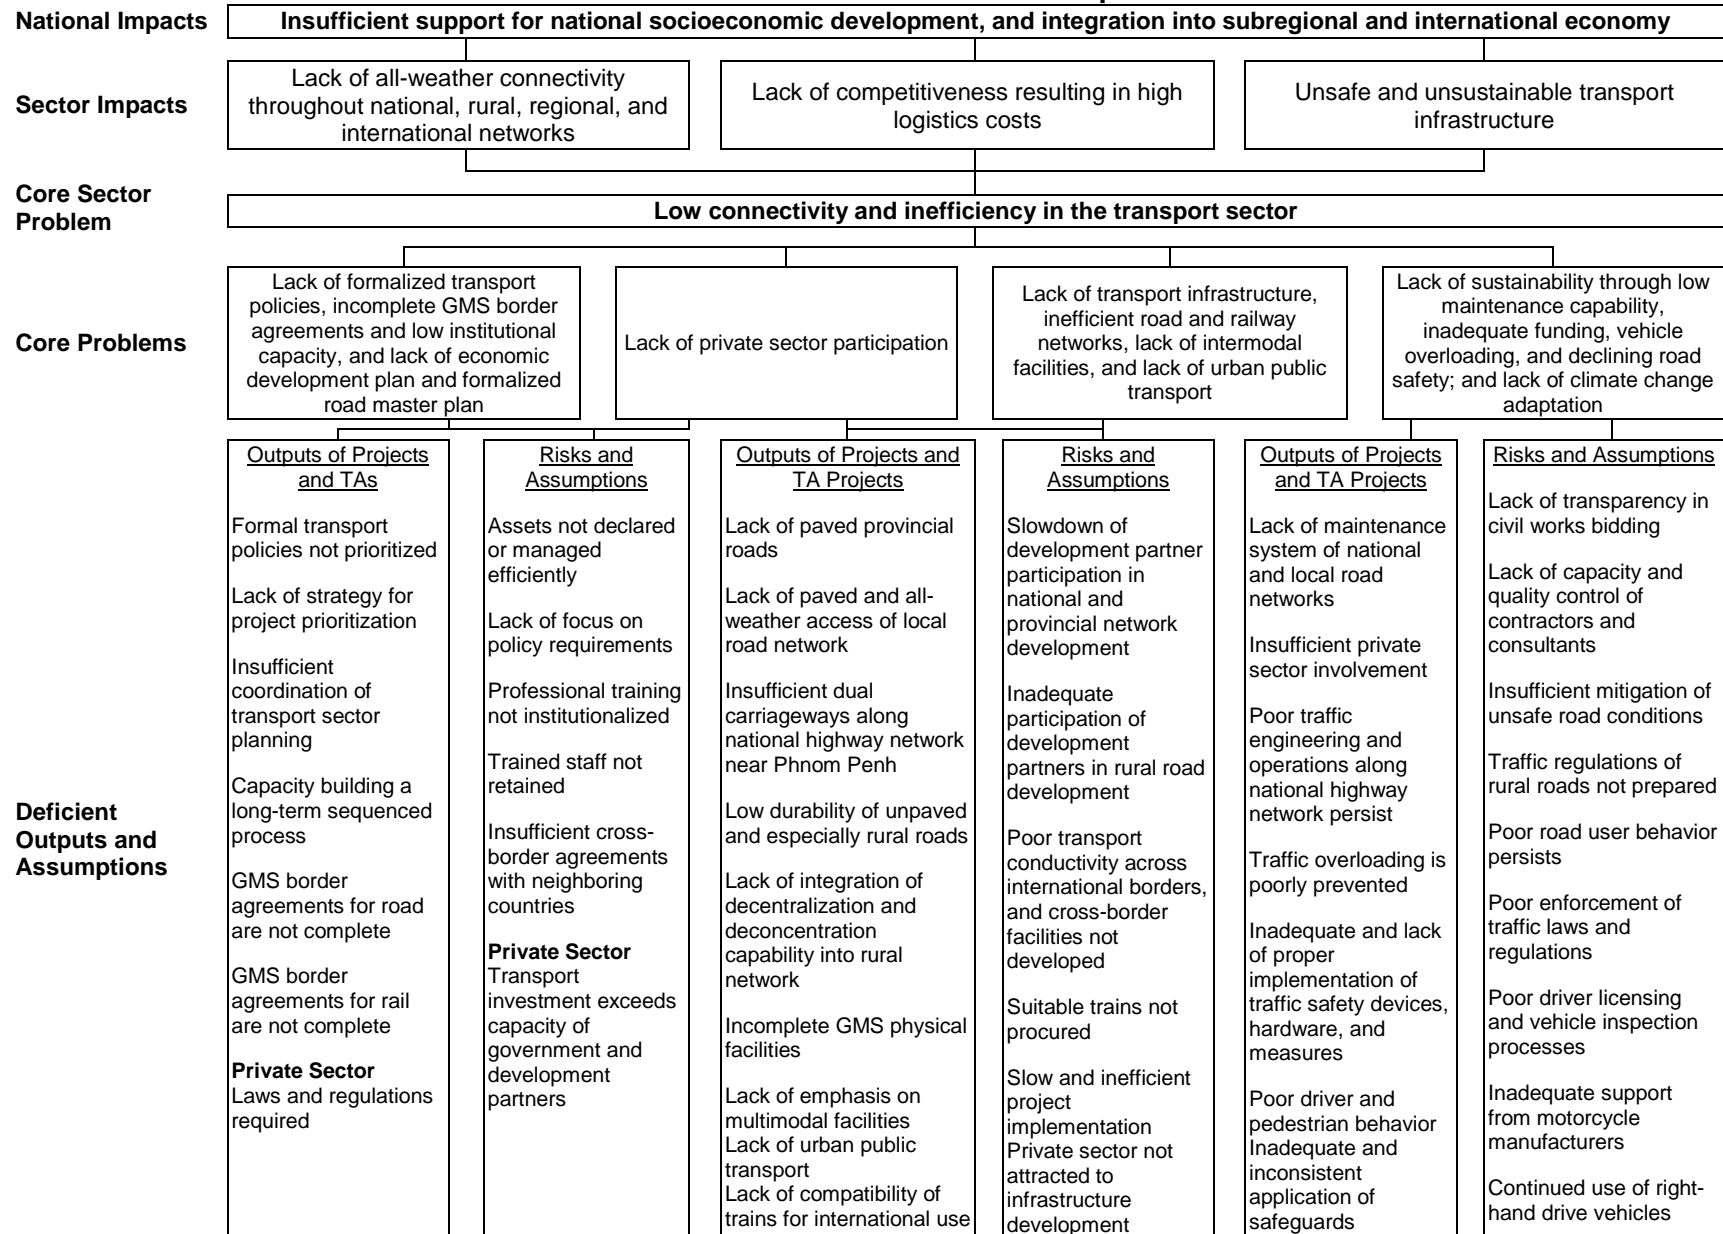 National Impacts
Insufficient support for national socioeconomic development, and integration into subregional and international economy
Sector Impacts
Lack of all-weather connectivity
throughout national, rural, regional, and
international networks
Lack of competitiveness resulting in high
logistics costs
Unsafe and unsustainable transport
infrastructure
Core Sector
Problem
Low connectivity and inefficiency in the transport sector
Core Problems
Lack of formalized transport
policies, incomplete GMS border
agreements and low institutional
capacity, and lack of economic
development plan and formalized
road master plan
Lack of private sector participation
Lack of transport infrastructure,
inefficient road and railway
networks, lack of intermodal
facilities, and lack of urban public
transport
Lack of sustainability through low
maintenance capability,
inadequate funding, vehicle
overloading, and declining road
safety; and lack of climate change
adaptation
Deficient
Outputs and
Assumptions
Outputs of Projects
and TAs
Formal transport
policies not prioritized
Lack of strategy for
project prioritization
Insufficient
coordination of
transport sector
planning
Capacity building a
long-term sequenced
process
GMS border
agreements for road
are not complete
GMS border
agreements for rail
are not complete
Private Sector
Laws and regulations
required
Risks and
Assumptions
Assets not declared
or managed
efficiently
Lack of focus on
policy requirements
Professional training
not institutionalized
Trained staff not
retained
Insufficient cross-
border agreements
with neighboring
countries
Private Sector
Transport
investment exceeds
capacity of
government and
development
partners
Outputs of Projects and
TA Projects
Lack of paved provincial
roads
Lack of paved and all-
weather access of local
road network
Insufficient dual
carriageways along
national highway network
near Phnom Penh
Low durability of unpaved
and especially rural roads
Lack of integration of
decentralization and
deconcentration
capability into rural
network
Incomplete GMS physical
facilities
Lack of emphasis on
multimodal facilities
Lack of urban public
transport
Lack of compatibility of
trains for international use
Risks and
Assumptions
Slowdown of
development partner
participation in
national and
provincial network
development
Inadequate
participation of
development
partners in rural road
development
Poor transport
conductivity across
international borders,
and cross-border
facilities not
developed
Suitable trains not
procured
Slow and inefficient
project
implementation
Private sector not
attracted to
infrastructure
development
Outputs of Projects
and TA Projects
Lack of maintenance
system of national
and local road
networks
Insufficient private
sector involvement
Poor traffic
engineering and
operations along
national highway
network persist
Traffic overloading is
poorly prevented
Inadequate and lack
of proper
implementation of
traffic safety devices,
hardware, and
measures
Poor driver and
pedestrian behavior
Inadequate and
inconsistent
application of
safeguards
Risks and Assumptions
Lack of transparency in
civil works bidding
Lack of capacity and
quality control of
contractors and
consultants
Insufficient mitigation of
unsafe road conditions
Traffic regulations of
rural roads not prepared
Poor road user behavior
persists
Poor enforcement of
traffic laws and
regulations
Poor driver licensing
and vehicle inspection
processes
Inadequate support
from motorcycle
manufacturers
Continued use of right-
hand drive vehicles